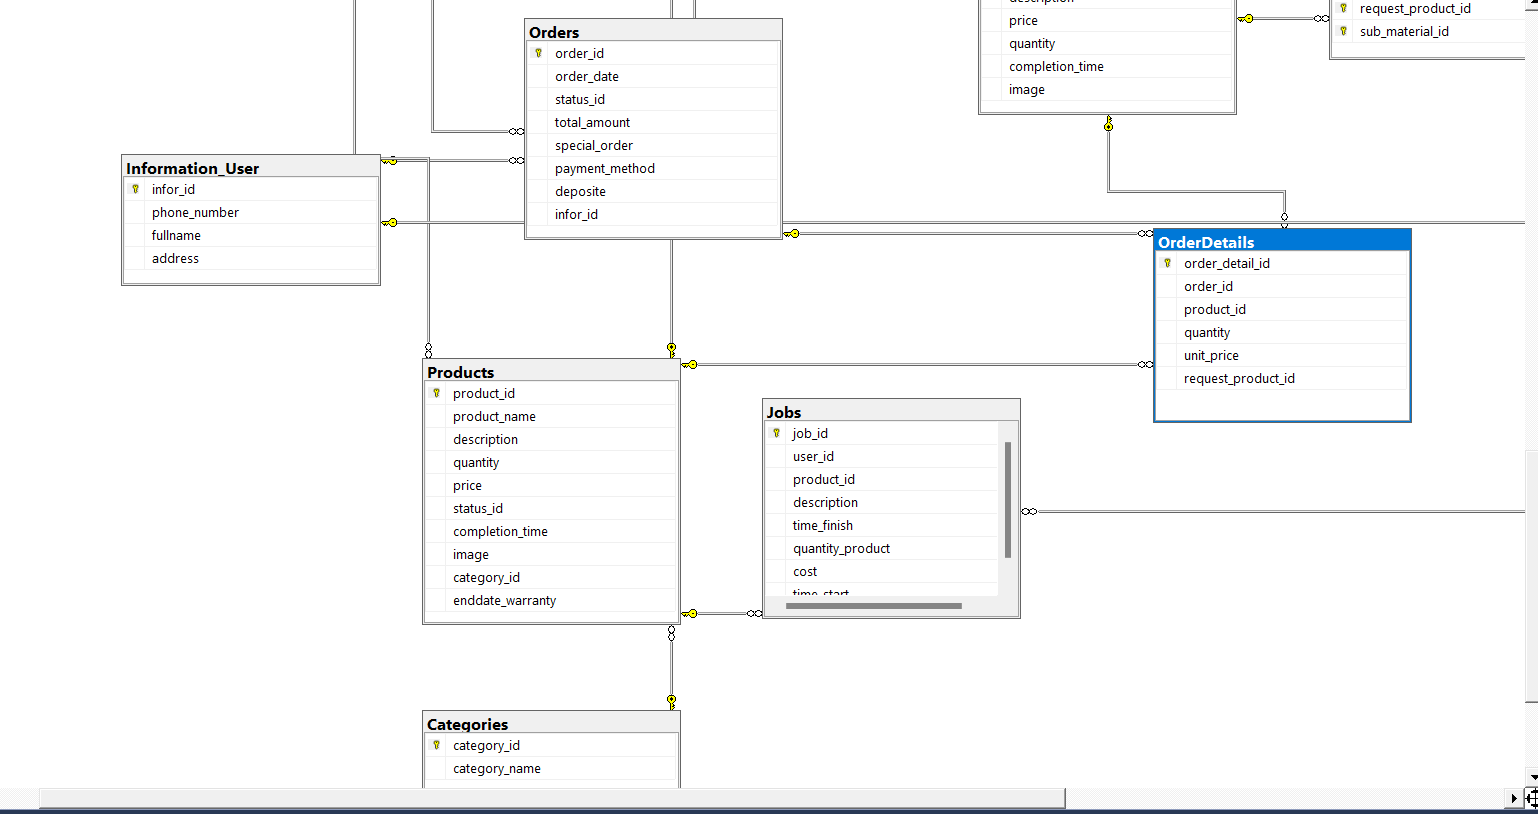 Orders
order_id
order_date
status_id
total_amount
special_order
payment_method
deposite
infor_id
price
quantity
completion_time
image
request_product_id
sub_material_id
Information_User
infor_id
phone_number
fullname
address
OrderDetails
order_detail_id
order_id
product_id
quantity
unit_price
request_product_id
Products
product_id
product_name
description
quantity
price
status_id
completion_time
image
category_id
enddate_warranty
Jobs
job_id
user_id
product_id
description
time_finish
quantity_product
cost
time_start
Categories
category_id
category_name